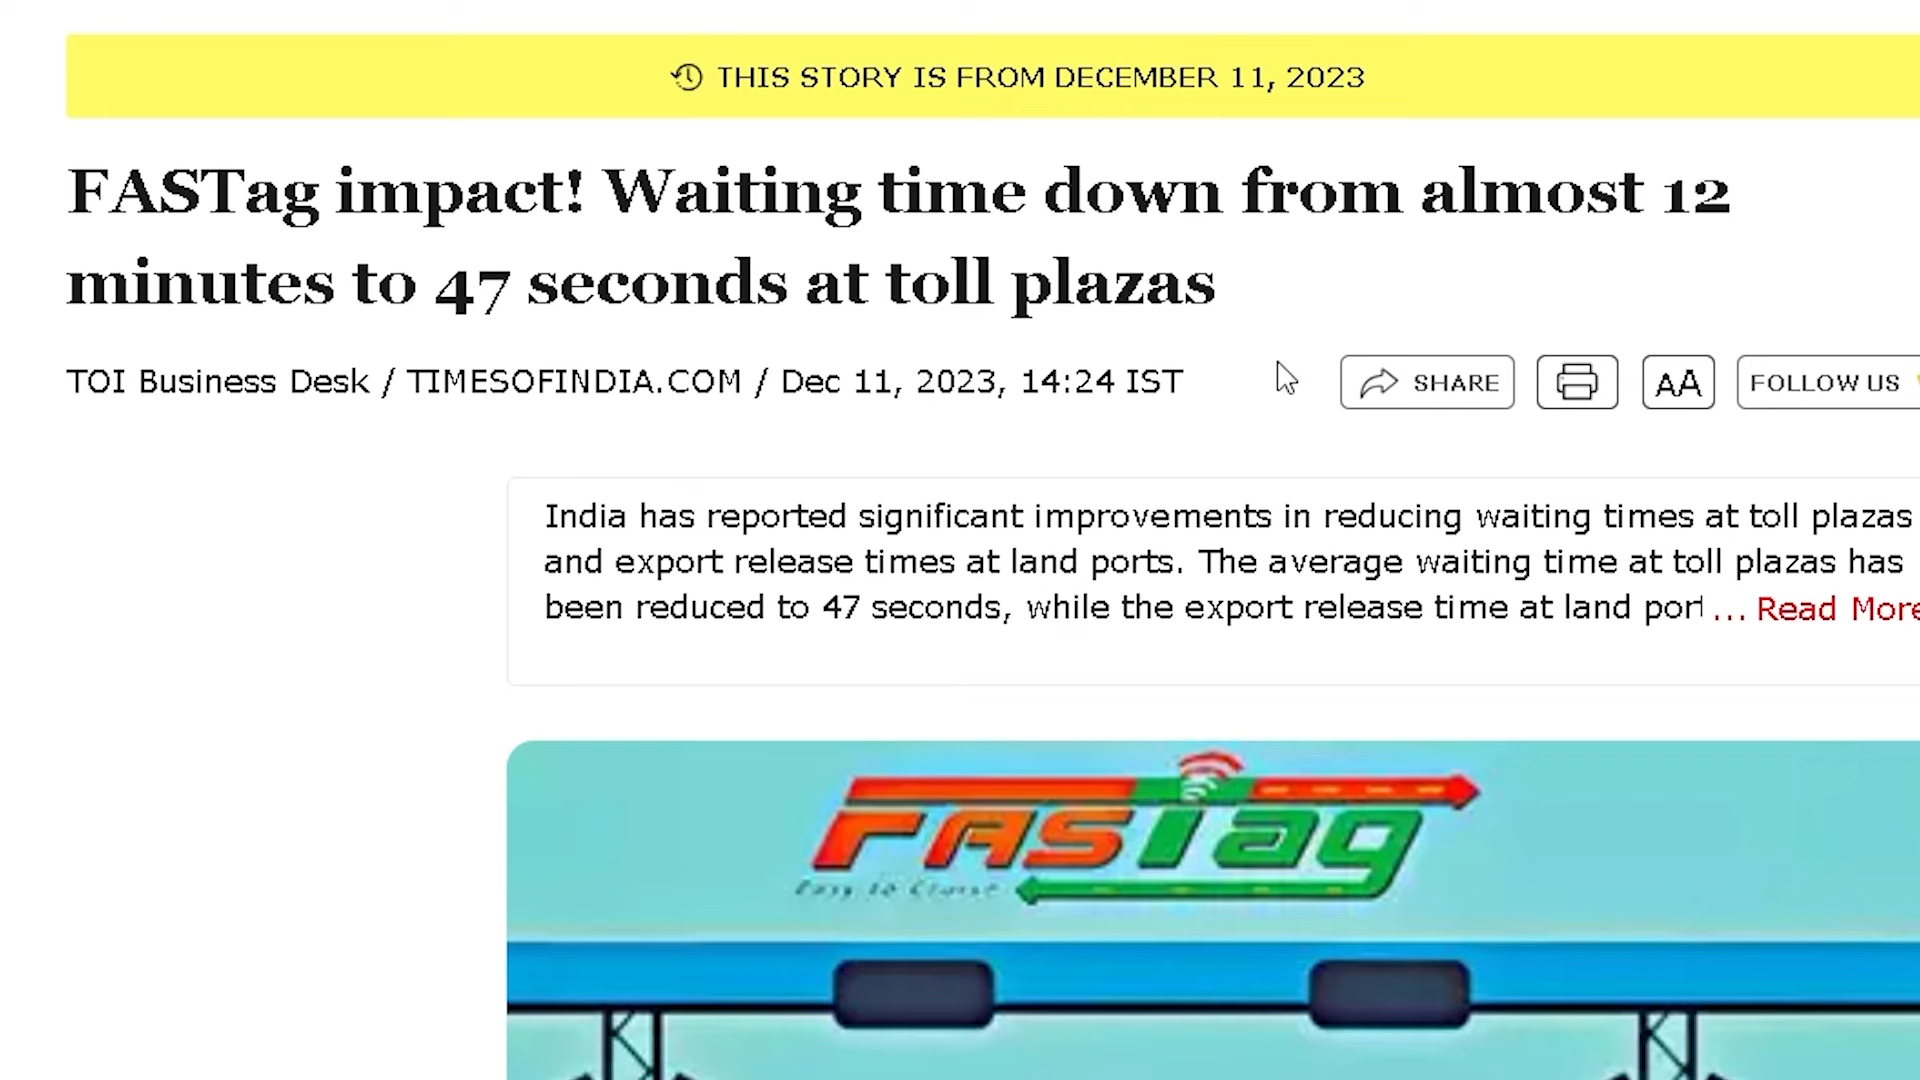 THIS STORY IS FROM DECEMBER 11, 2023
FASTag impact! Waiting time down from almost 12
minutes to 47 seconds at toll plazas
TOI Business Desk / TIMESOFINDIA.COM / Dec 11, 2023, 14:24 IST
SHARE
AA
FOLLOW US
India has reported significant improvements in reducing waiting times at toll plazas
and export release times at land ports. The average waiting time at toll plazas has
been reduced to 47 seconds, while the export release time at land port ... Read More
FASTag